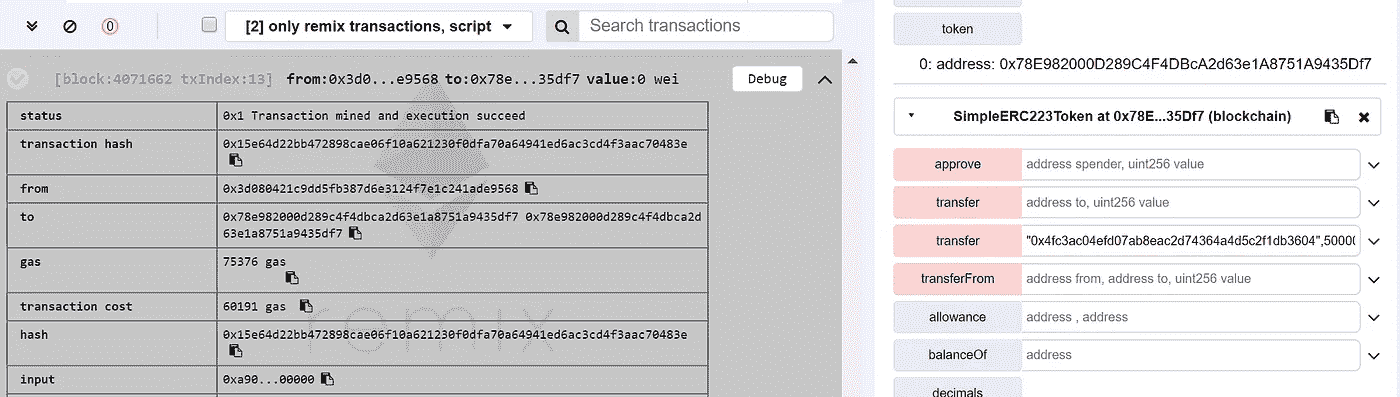 0
[2] only remix transactions, script
Search transactions
[block:4071662 txIndex:13] from:0x3d0...e9568 to:0x78e...35df7 value:0 wei
Debug
status 0x1 Transaction mined and execution succeed
transaction hash 0x15e64d22bb472898cae06f10a621230f0dfa70a64941ed6ac3cd4f3aac70483e
from 0x3d080421c9dd5fb387d6e3124f7e1c241ade9568
to 0x78e982000d289c4f4dbca2d63e1a8751a9435df7 0x78e982000d289c4f4dbca2d
63e1a8751a9435df7
gas 75376 gas
transaction cost 60191 gas
hash 0x15e64d22bb472898cae06f10a621230f0dfa70a64941ed6ac3cd4f3aac70483e
input 0xa90...00000
remix
token
0: address: 0x78E982000D289C4F4DBcA2d63e1A8751A9435Df7
SimpleERC223Token at 0x78E...35Df7 (blockchain)
approve address spender, uint256 value
transfer address to, uint256 value
transfer "0x4fc3ac04efd07ab8eac2d74364a4d5c2f1db3604",50000
transferFrom address from, address to, uint256 value
allowance address , address
balanceOf address
decimals